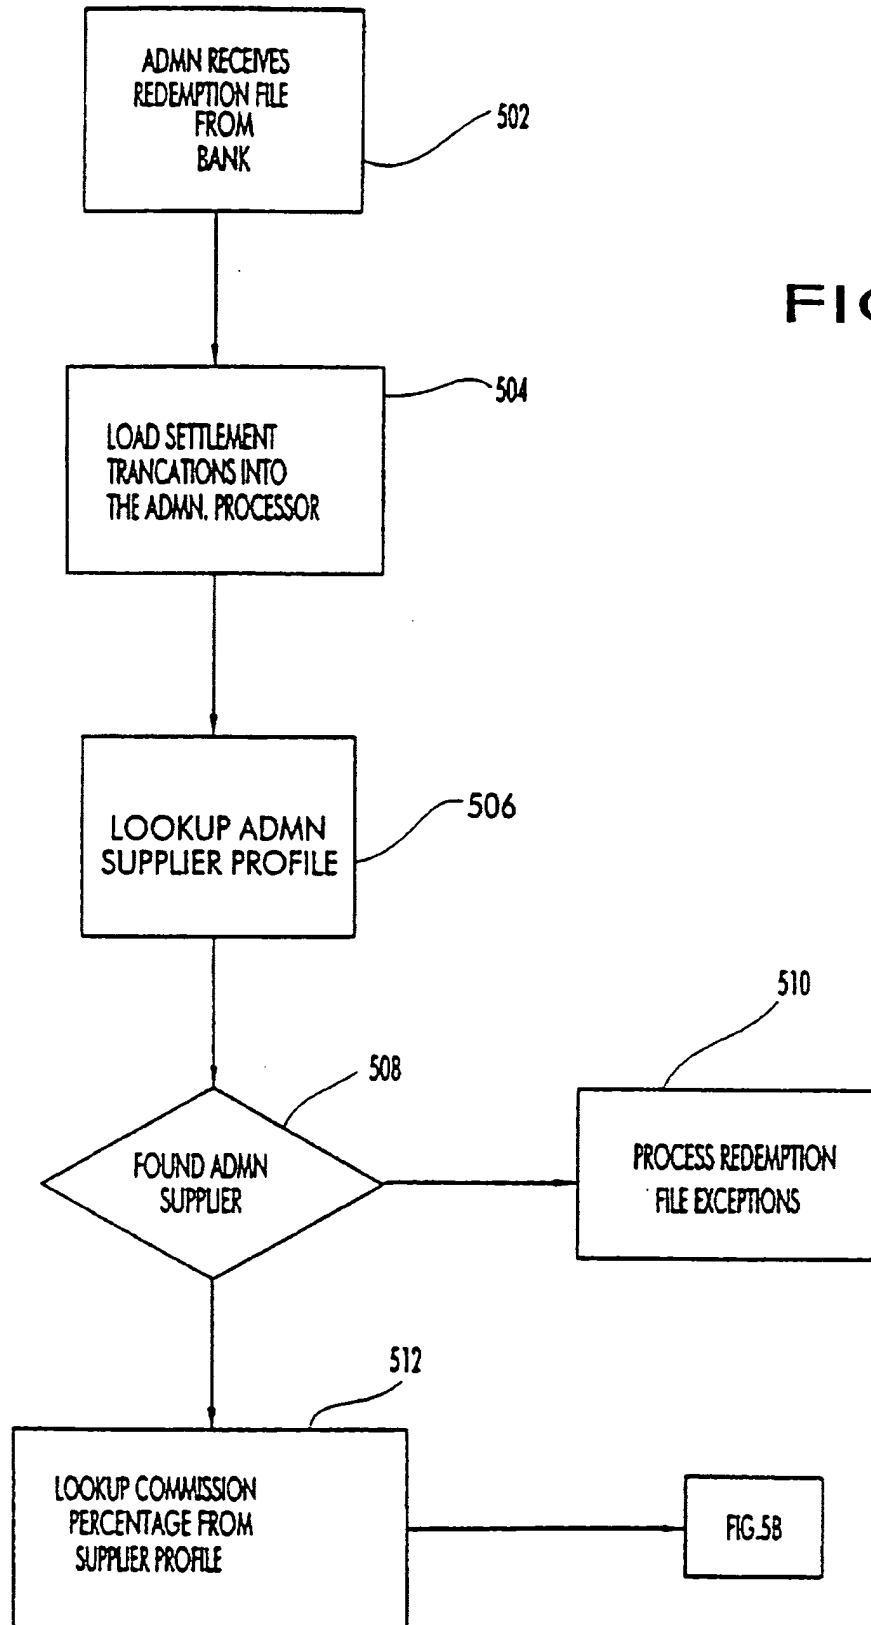 ADMN RECEIVES
REDEMPTION FILE
FROM
BANK
502
FIG
504
LOAD SETTLEMENT
TRANCATIONS INTO
THE ADMN. PROCESSOR
LOOKUP ADMN
SUPPLIER PROFILE
506
510
508
FOUND ADMN
SUPPLIER
PROCESS REDEMPTION
FILE EXCEPTIONS
512
LOOKUP COMMISSION
PERCENTAGE FROM
SUPPLIER PROFILE
FIG.5B